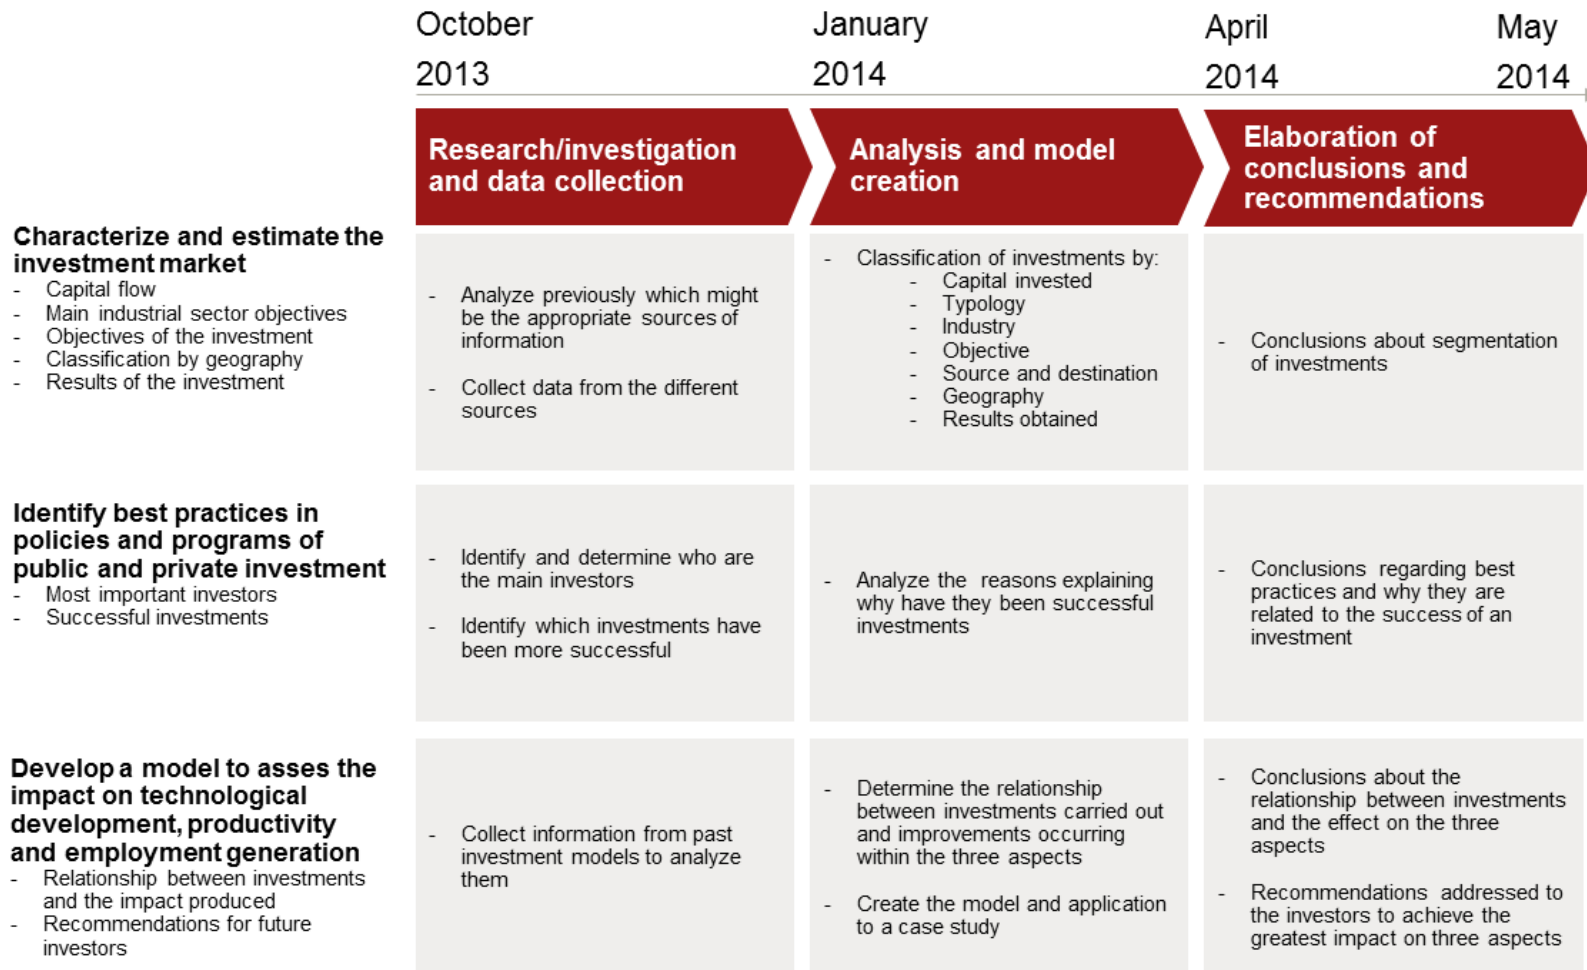 October
2013
January
2014
April
2014
May
2014
Research/investigation
and data collection
Analysis and model
creation
Elaboration of
conclusions and
recommendations
Characterize and estimate the
investment market
- Capital flow
- Main industrial sector objectives
- Objectives of the investment
- Classification by geography
- Results of the investment
- Analyze previously which might
be the appropriate sources of
information
- Collect data from the different
sources
- Classification of investments by:
- Capital invested
- Typology
- Industry
- Objective
- Source and destination
- Geography
- Results obtained
- Conclusions about segmentation
of investments
Identify best practices in
policies and programs of
public and private investment
- Most important investors
- Successful investments
- Identify and determine who are
the main investors
- Identify which investments have
been more successful
- Analyze the reasons explaining
why have they been successful
investments
- Conclusions regarding best
practices and why they are
related to the success of an
investment
Develop a model to asses the
impact on technological
development, productivity
and employment generation
- Relationship between investments
and the impact produced
- Recommendations for future
investors
- Collect information from past
investment models to analyze
them
- Determine the relationship
between investments carried out
and improvements occurring
within the three aspects
- Create the model and application
to a case study
- Conclusions about the
relationship between investments
and the effect on the three
aspects
- Recommendations addressed to
the investors to achieve the
greatest impact on three aspects